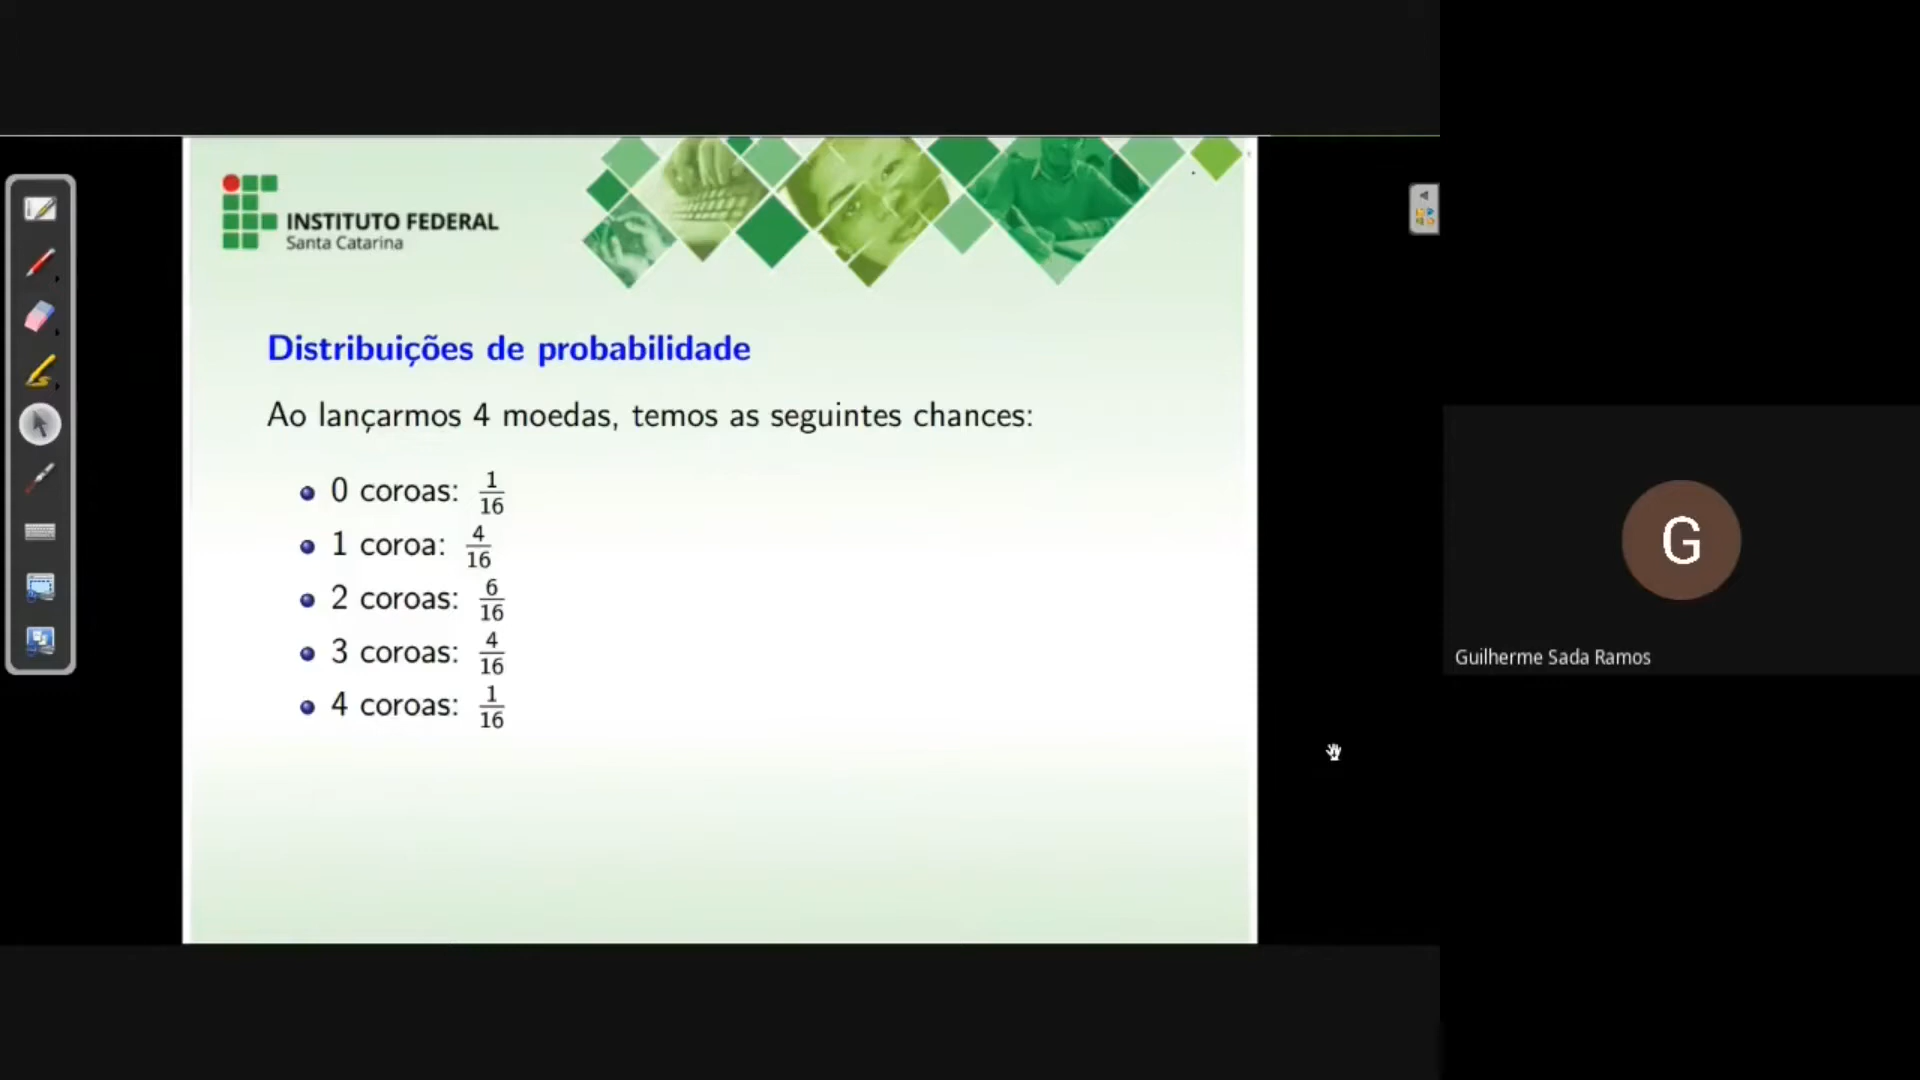 INSTITUTO FEDERAL
Santa Catarina
Distribuições de probabilidade
Ao lançarmos 4 moedas, temos as seguintes chances:
0 coroas: 1/16
1 coroa: 4/16
2 coroas: 6/16
3 coroas: 4/16
4 coroas: 1/16
G
Guilherme Sada Ramos